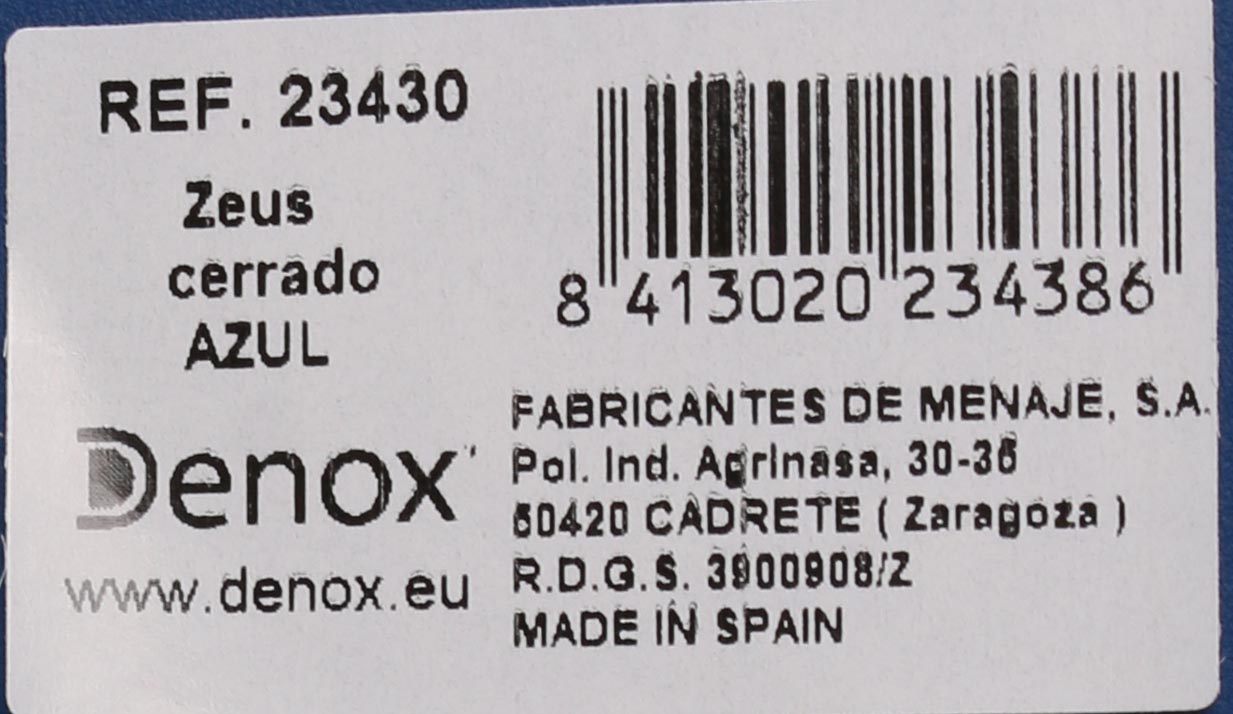 REF. 23430
Zeus
cerrado
AZUL
Denox
www.denox.eu
8 413020 234386
FABRICANTES DE MENAJE, S.A.
Pol. Ind. Agrinasa, 30-36
50420 CADRETE ( Zaragoza )
R.D.G.S. 3900908/Z
MADE IN SPAIN